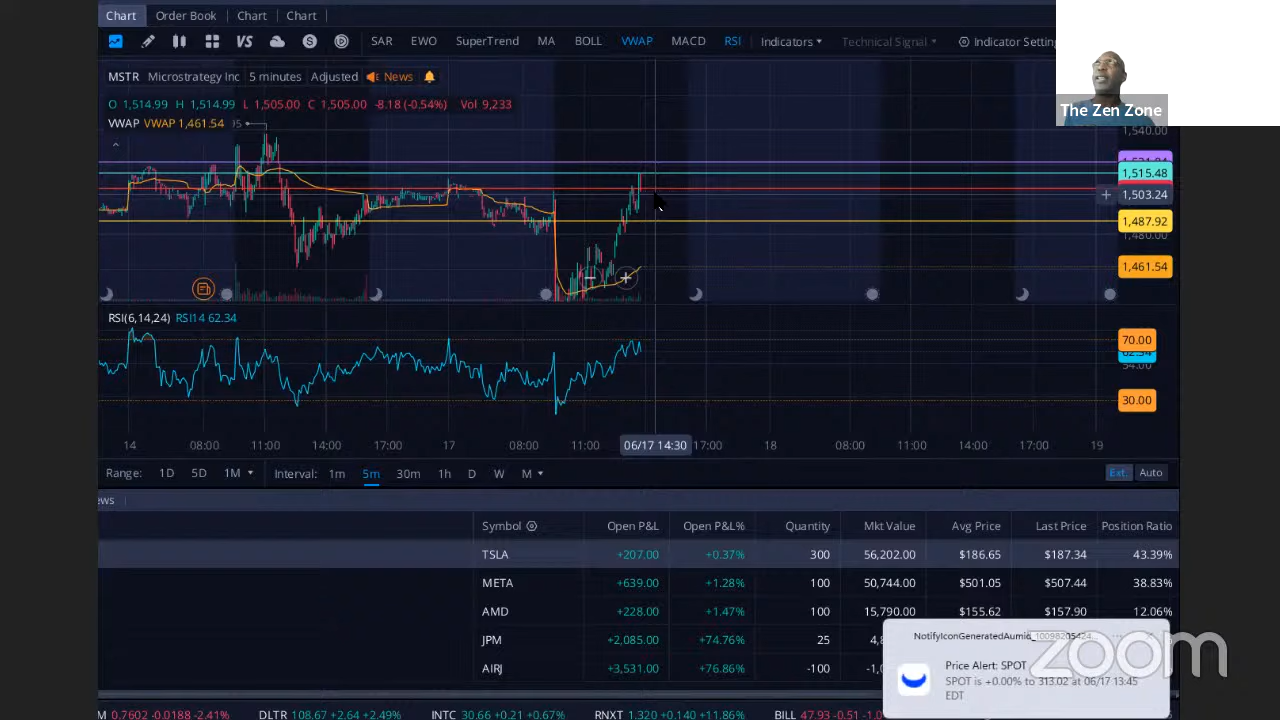 Chart Order Book Chart Chart
VS SAR EWO SuperTrend MA BOLL VWAP MACD RSI Indicators Technical Signal Indicator Setting
MSTR Microstrategy Inc 5 minutes Adjusted News
O 1,514.99 H 1,514.99 L 1,505.00 C 1,505.00 -8.18 (-0.54%) Vol 9,233
VWAP VWAP 1,461.54
The Zen Zone
1,540.00
1,515.48
1,503.24
1,487.92
1,480.00
1,461.54
RSI(6,14,24) RSI14 62.34
70.00
54.00
30.00
14 08:00 11:00 14:00 17:00 17 08:00 11:00 06/17 14:30 17:00 18 08:00 11:00 14:00 17:00 19
Range: 1D 5D 1M Interval: 1m 5m 30m 1h D W M Ext. Auto
ews
Symbol Open P&L Open P&L% Quantity Mkt Value Avg Price Last Price Position Ratio
TSLA +207.00 +0.37% 300 56,202.00 $186.65 $187.34 43.39%
META +639.00 +1.28% 100 50,744.00 $501.05 $507.44 38.83%
AMD +228.00 +1.47% 100 15,790.00 $155.62 $157.90 12.06%
JPM +2,085.00 +74.76% 25
AIRJ +3,531.00 +76.86% -100
Price Alert: SPOT
SPOT is +0.00% to 313.02 at 06/17 13:45
EDT
zoom
M 0.7602 -0.0188 -2.41% DLTR 108.67 +2.64 +2.49% INTC 30.66 +0.21 +0.67% RNXT 1.320 +0.140 +11.86% BILL 47.93 -0.51